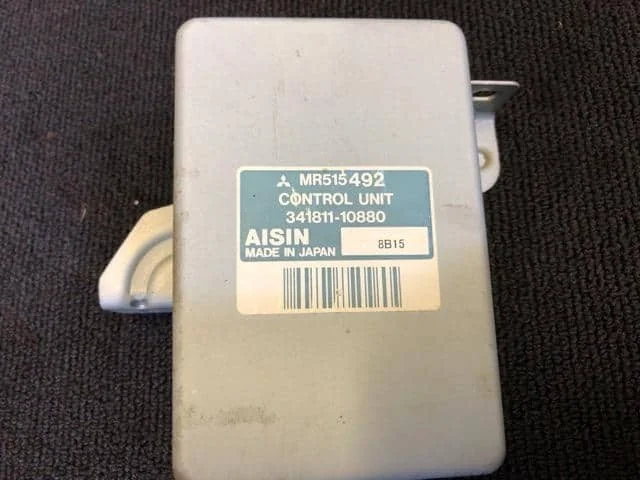 MR515492
CONTROL UNIT
341811-10880
AISIN
MADE IN JAPAN
8B15